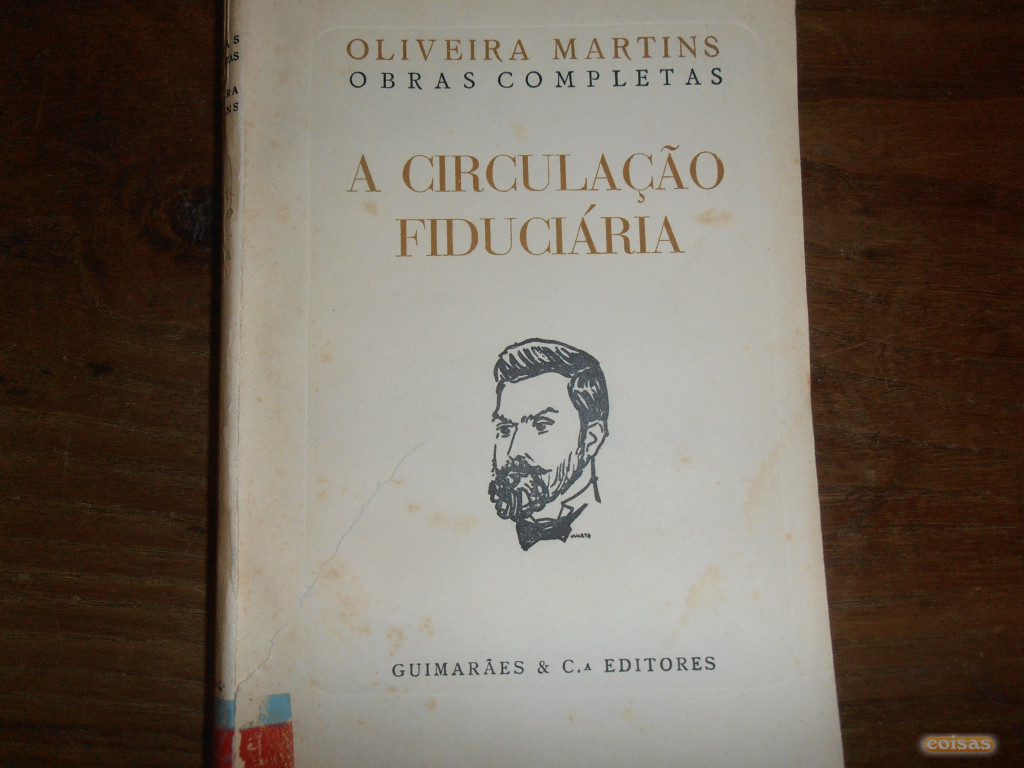 OLIVEIRA MARTINS
OBRAS COMPLETAS
A CIRCULAÇÃO
FIDUCIÁRIA
GUIMARÃES & C.A EDITORES
coisas